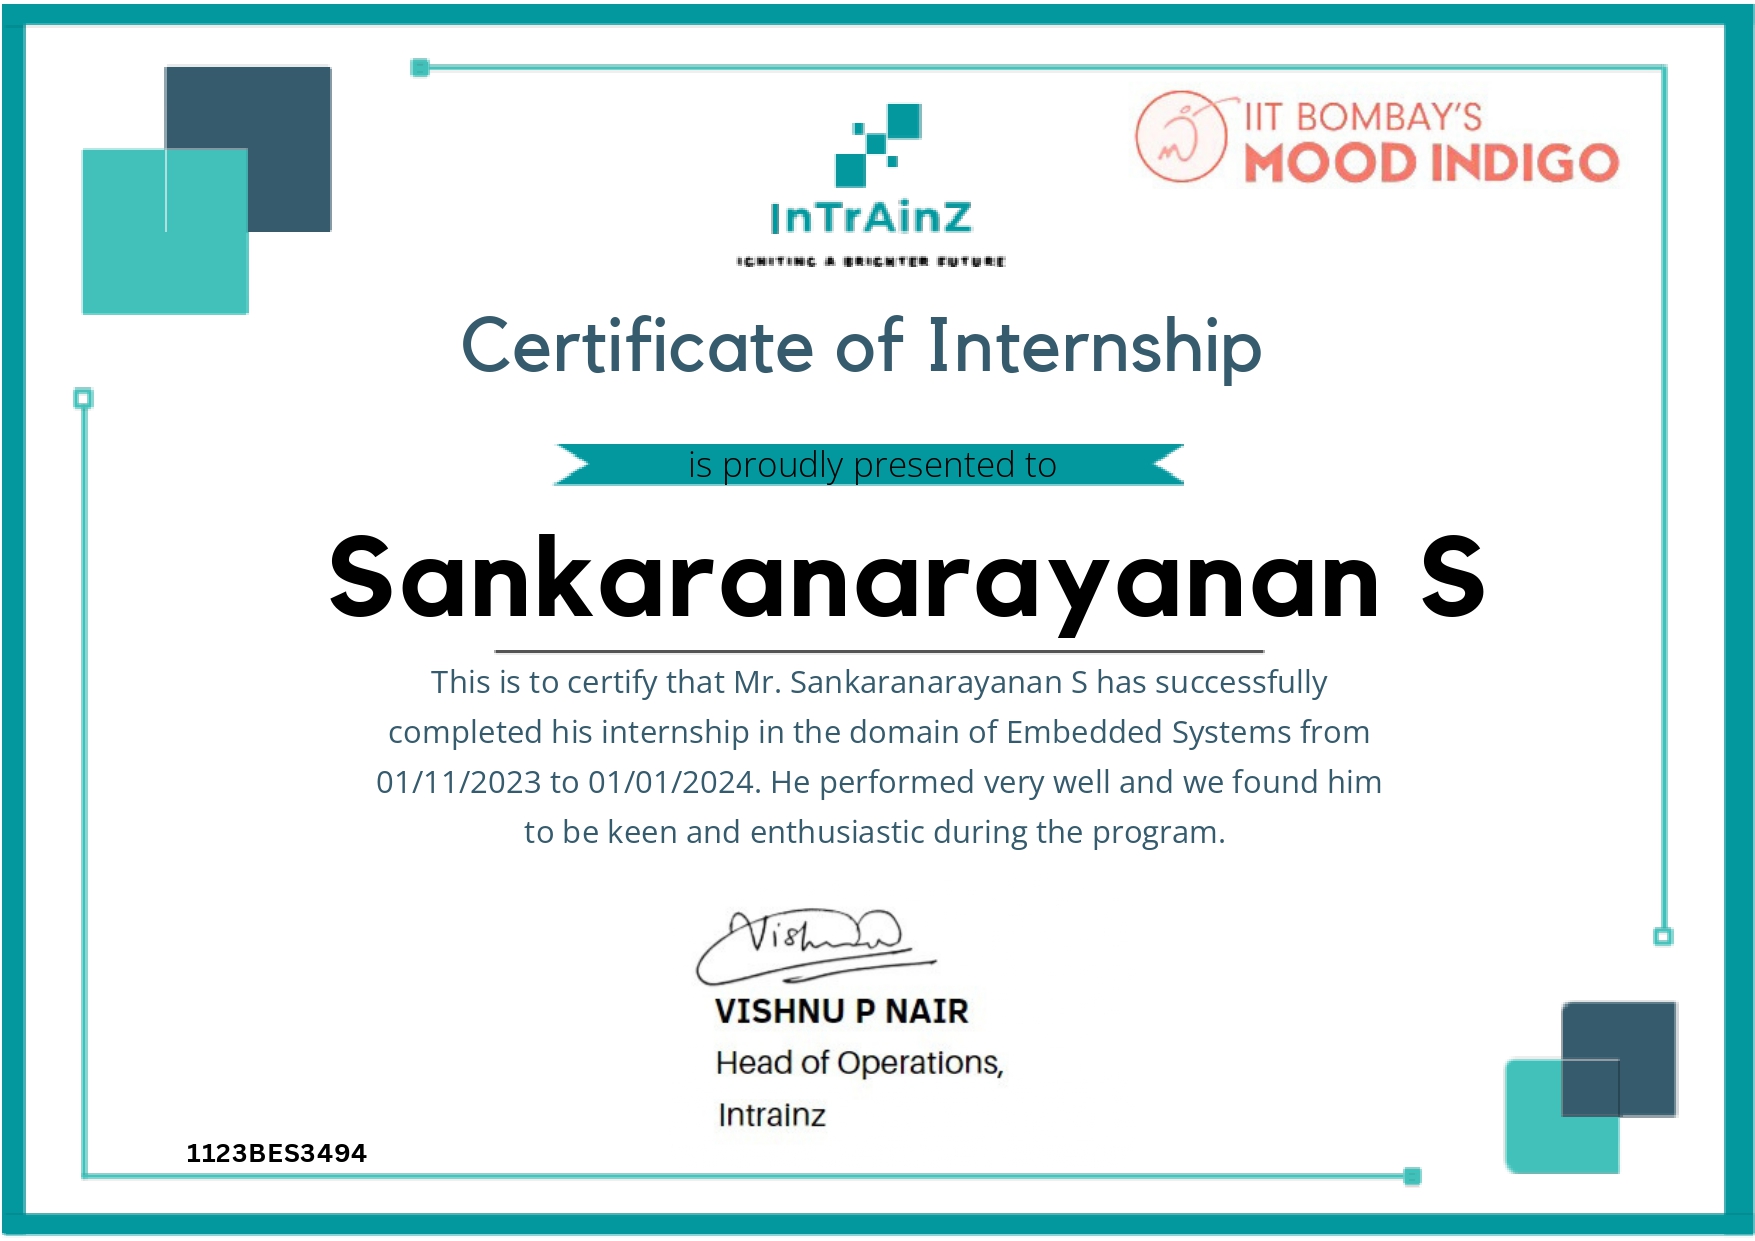 IIT BOMBAY'S
MOOD INDIGO
InTrAinZ
IGNITING A BRIGHTER FUTURE
Certificate of Internship
is proudly presented to
Sankaranarayanan S
This is to certify that Mr. Sankaranarayanan S has successfully
completed his internship in the domain of Embedded Systems from
01/11/2023 to 01/01/2024. He performed very well and we found him
to be keen and enthusiastic during the program.
Vishnu
VISHNU P NAIR
Head of Operations,
Intrainz
1123BES3494